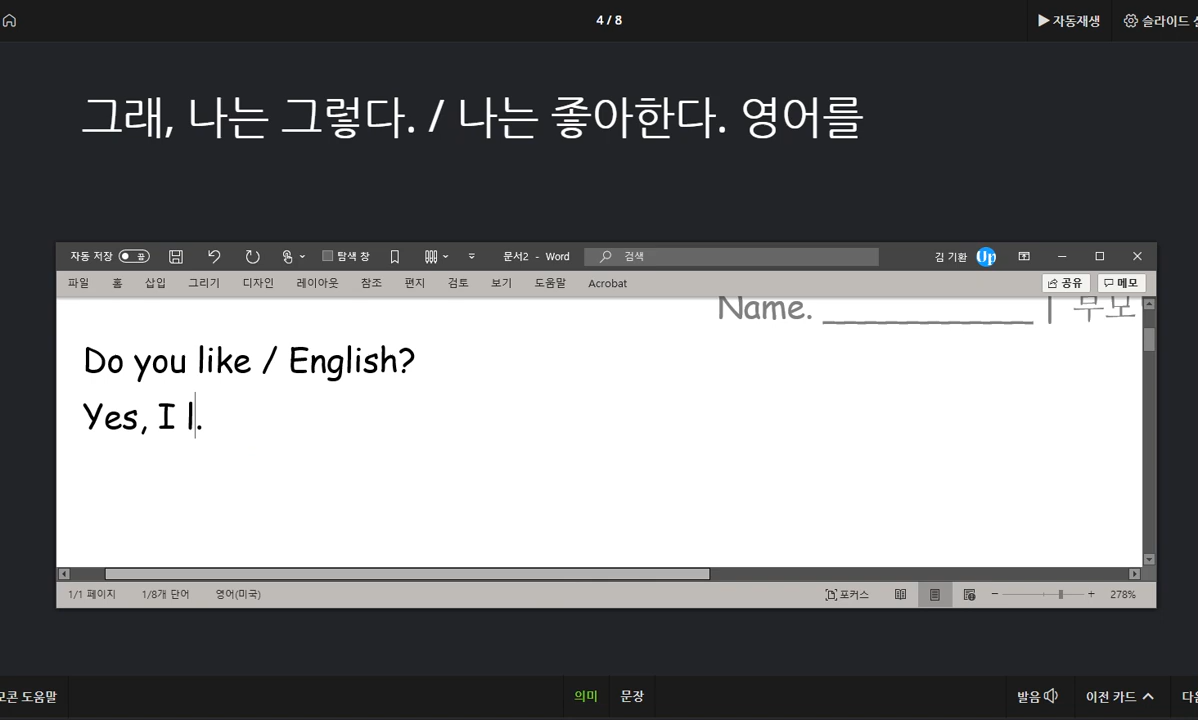 4 / 8
자동재생
슬라이드
그래, 나는 그렇다. / 나는 좋아한다. 영어를
자동 저장 끔
탐색 창
문서2 - Word
검색
김 기환
Up
파일 홈 삽입 그리기 디자인 레이아웃 참조 편지 검토 보기 도움말 Acrobat
공유
메모
Name. ____________ |
Do you like / English?
Yes, I l.
1/1 페이지 1/8개 단어 영어(미국)
포커스
278%
도움말
의미 문장
발음
이전 카드